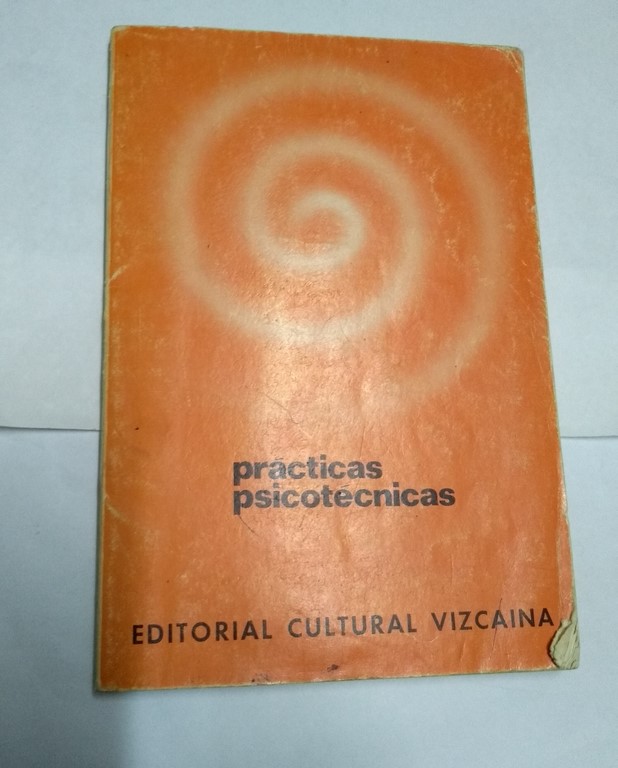 prácticas
psicotécnicas
EDITORIAL CULTURAL VIZCAINA